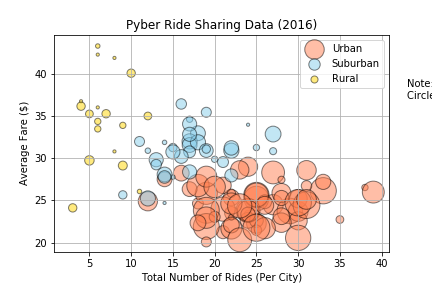 Pyber Ride Sharing Data (2016)
Urban
Suburban
Rural
Note:
Circle
Average Fare ($)
40
35
30
25
20
5
10
15
20
25
30
35
40
Total Number of Rides (Per City)